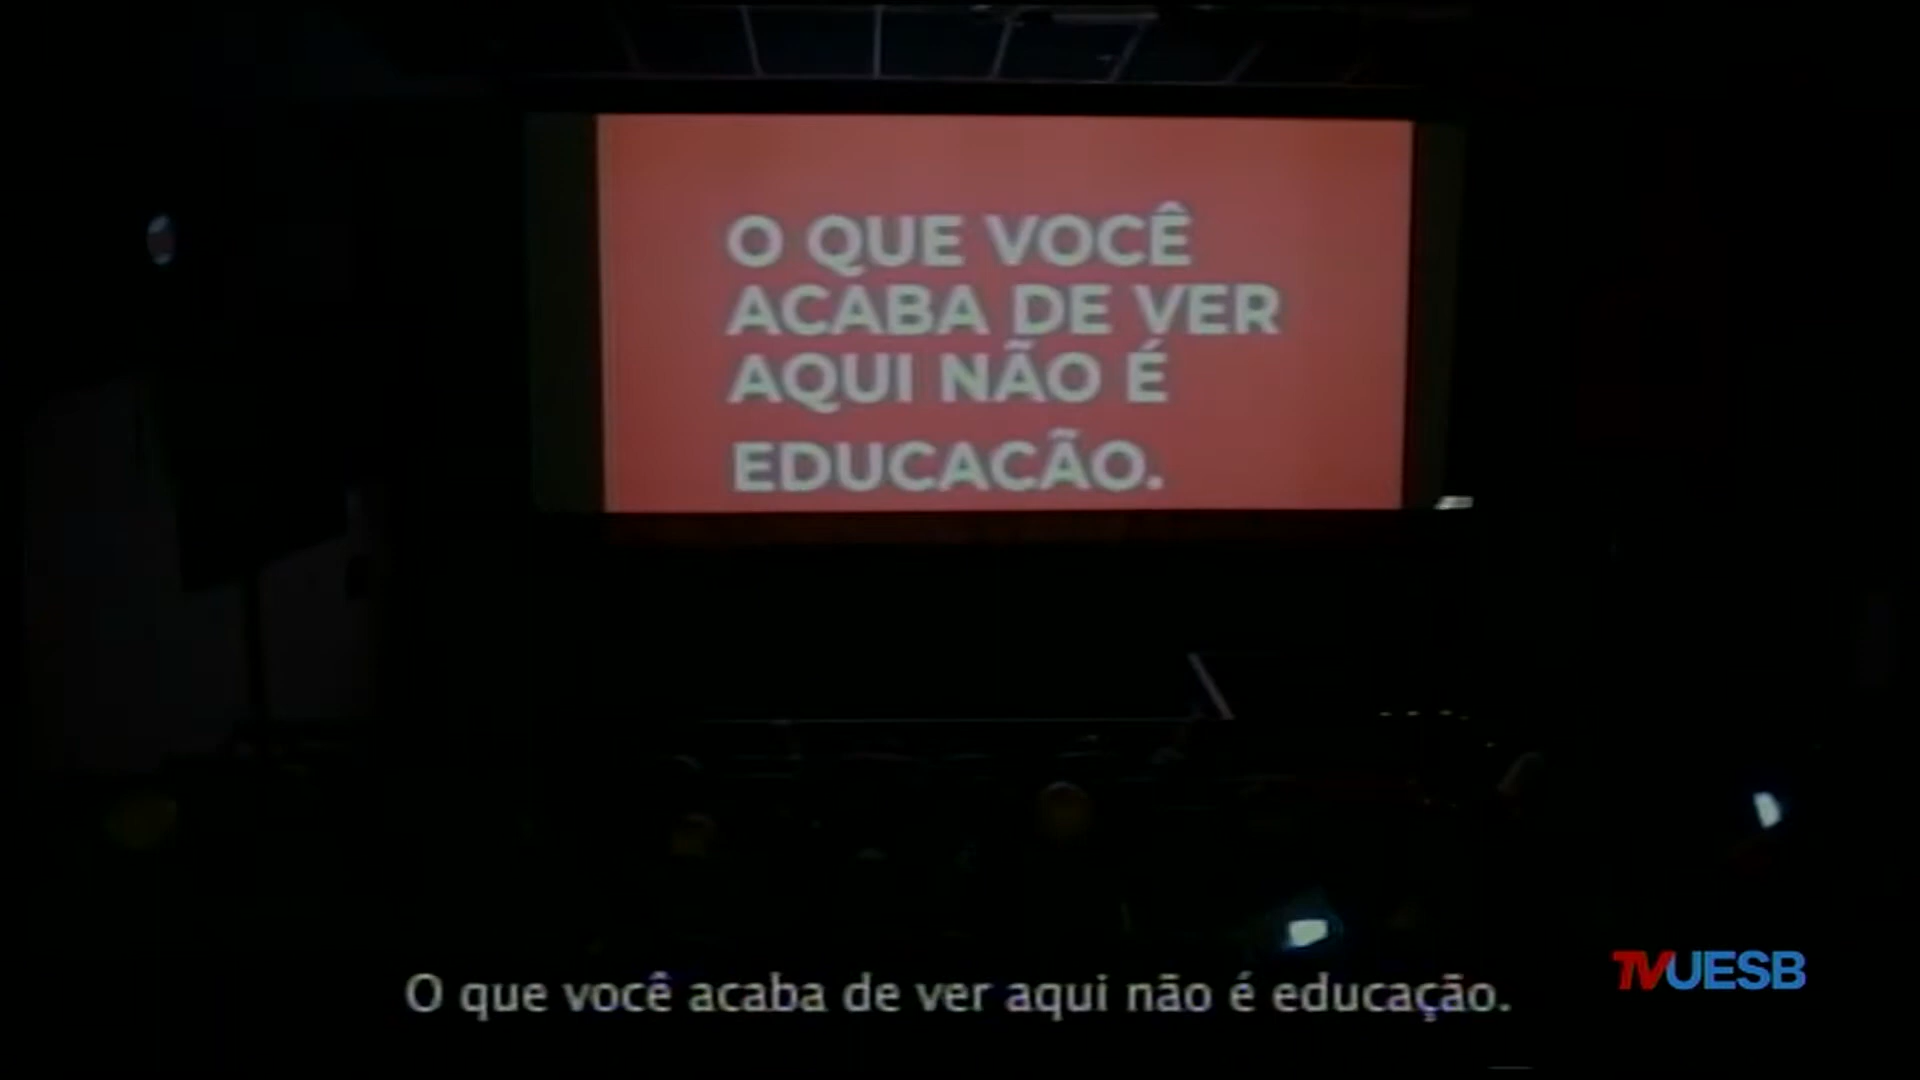 O QUE VOCÊ
ACABA DE VER
AQUI NÃO É
EDUCACÃO.
O que você acaba de ver aqui não é educação.
TVUESB